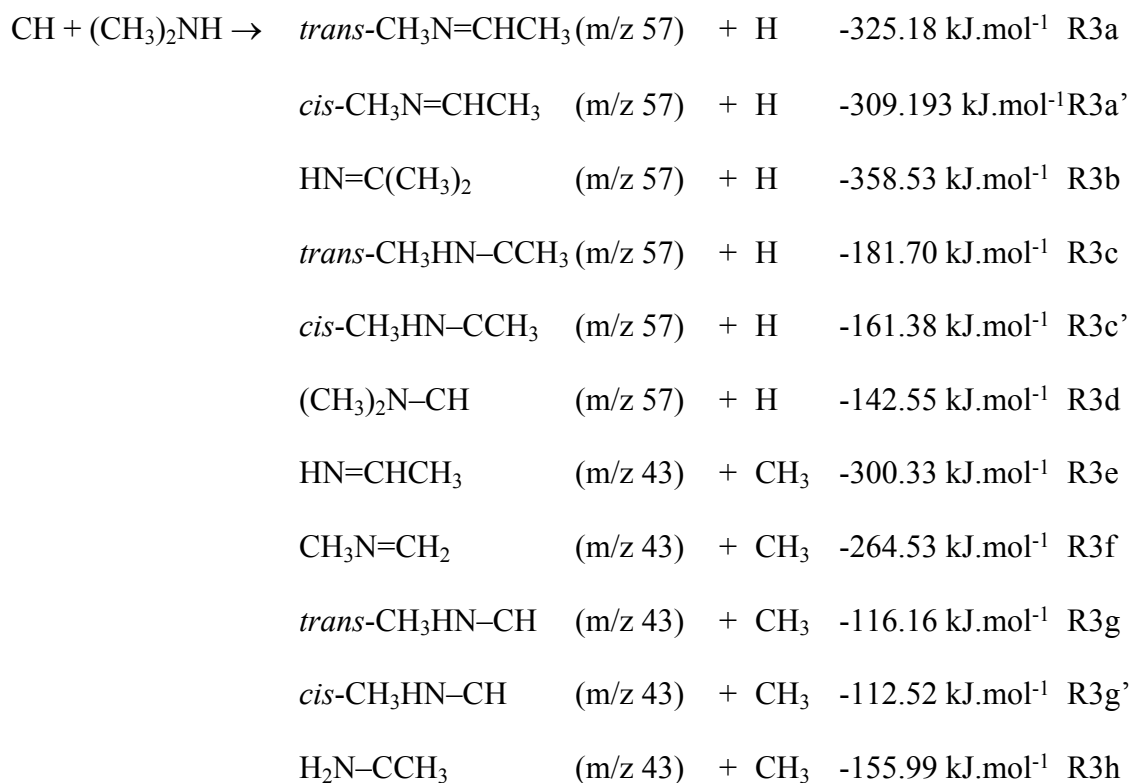 CH + (CH₃)₂NH → trans-CH₃N=CHCH₃ (m/z 57) + H -325.18 kJ.mol⁻¹ R3a
cis-CH₃N=CHCH₃ (m/z 57) + H -309.193 kJ.mol⁻¹ R3a’
HN=C(CH₃)₂ (m/z 57) + H -358.53 kJ.mol⁻¹ R3b
trans-CH₃HN–CCH₃ (m/z 57) + H -181.70 kJ.mol⁻¹ R3c
cis-CH₃HN–CCH₃ (m/z 57) + H -161.38 kJ.mol⁻¹ R3c’
(CH₃)₂N–CH (m/z 57) + H -142.55 kJ.mol⁻¹ R3d
HN=CHCH₃ (m/z 43) + CH₃ -300.33 kJ.mol⁻¹ R3e
CH₃N=CH₂ (m/z 43) + CH₃ -264.53 kJ.mol⁻¹ R3f
trans-CH₃HN–CH (m/z 43) + CH₃ -116.16 kJ.mol⁻¹ R3g
cis-CH₃HN–CH (m/z 43) + CH₃ -112.52 kJ.mol⁻¹ R3g’
H₂N–CCH₃ (m/z 43) + CH₃ -155.99 kJ.mol⁻¹ R3h